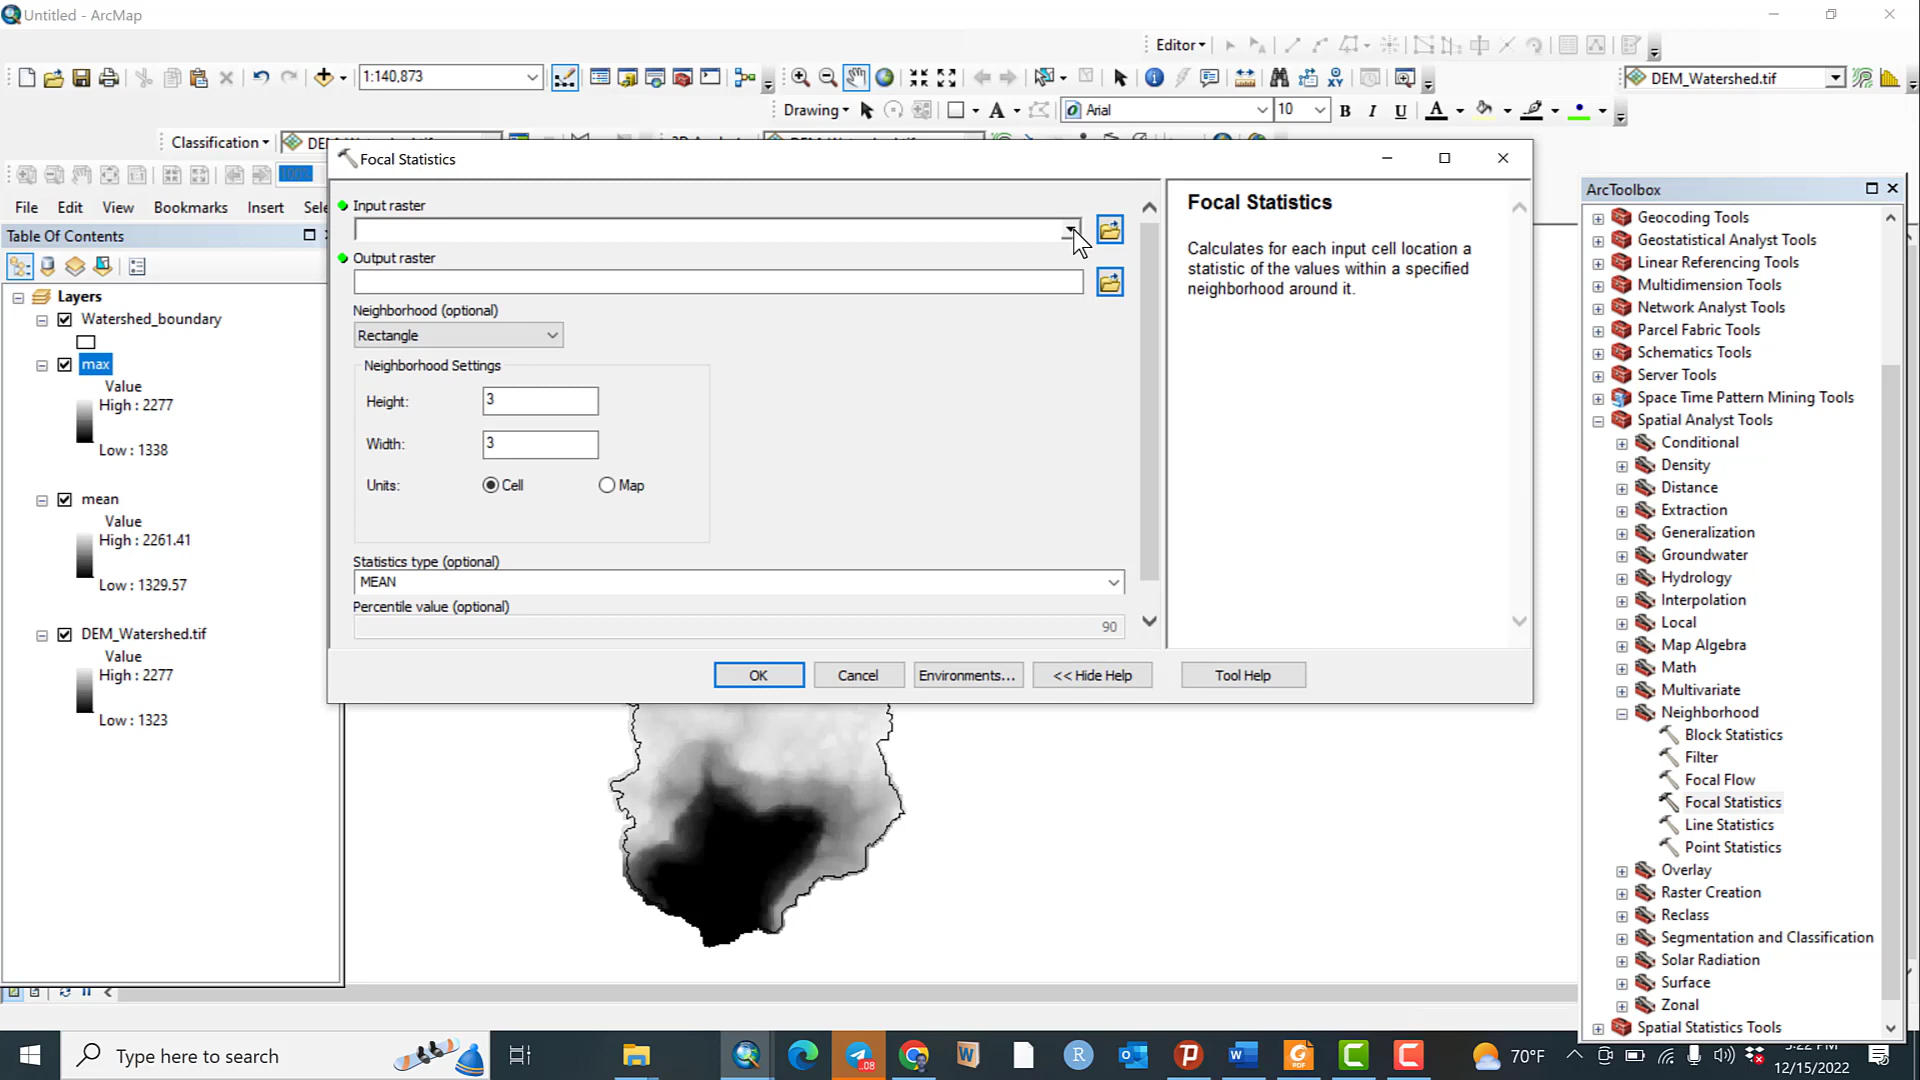 Untitled - ArcMap
Editor
1:140,873
DEM_Watershed.tif
Drawing
Arial
10
B I U A
Classification
File Edit View Bookmarks Insert
Table Of Contents
Layers
Watershed_boundary
max
Value
High : 2277
Low : 1338
mean
Value
High : 2261.41
Low : 1329.57
DEM_Watershed.tif
Value
High : 2277
Low : 1323
Focal Statistics
Input raster
Output raster
Neighborhood (optional)
Rectangle
Neighborhood Settings
Height:
3
Width:
3
Units:
Cell
Map
Statistics type (optional)
MEAN
Percentile value (optional)
90
OK
Cancel
Environments...
<< Hide Help
Tool Help
Focal Statistics
Calculates for each input cell location a
statistic of the values within a specified
neighborhood around it.
ArcToolbox
Geocoding Tools
Geostatistical Analyst Tools
Linear Referencing Tools
Multidimension Tools
Network Analyst Tools
Parcel Fabric Tools
Schematics Tools
Server Tools
Space Time Pattern Mining Tools
Spatial Analyst Tools
Conditional
Density
Distance
Extraction
Generalization
Groundwater
Hydrology
Interpolation
Local
Map Algebra
Math
Multivariate
Neighborhood
Block Statistics
Filter
Focal Flow
Focal Statistics
Line Statistics
Point Statistics
Overlay
Raster Creation
Reclass
Segmentation and Classification
Solar Radiation
Surface
Zonal
Spatial Statistics Tools
Type here to search
70°F
12/15/2022